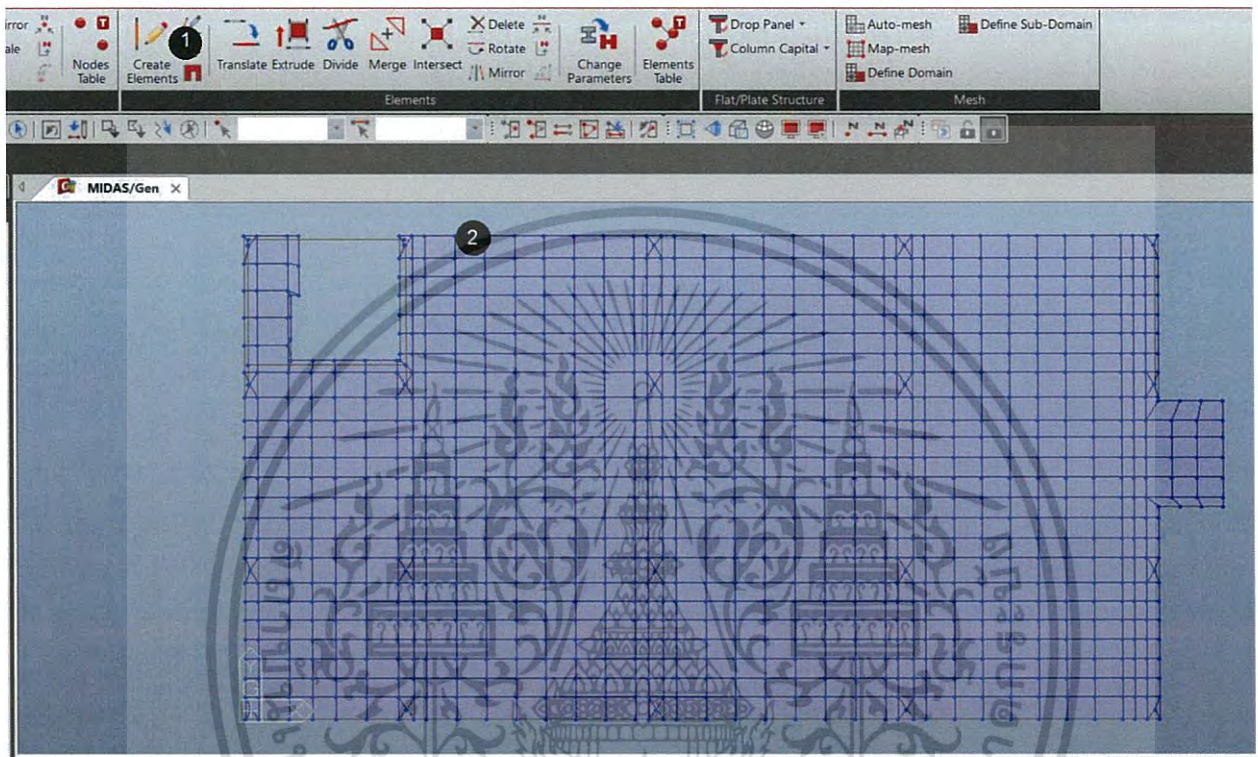 irror
ale
Nodes
Table
Create
Elements
1
Translate Extrude Divide Merge Intersect
Delete
Rotate
Mirror
Change
Parameters
Elements
Table
Elements
Drop Panel
Column Capital
Flat/Plate Structure
Auto-mesh
Map-mesh
Define Domain
Define Sub-Domain
Mesh
MIDAS/Gen
2